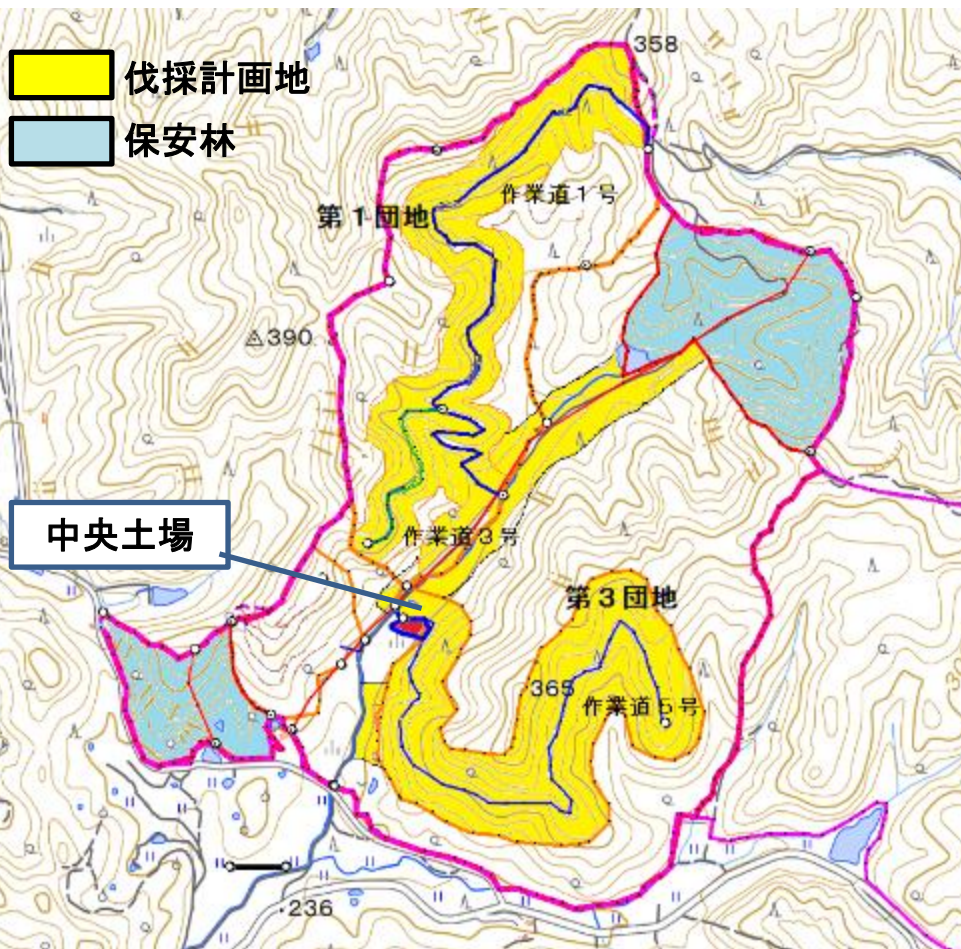 358
伐採計画地
保安林
作業道1号
第1団地
390
中央土場
作業道3号
第3団地
365
作業道5号
236